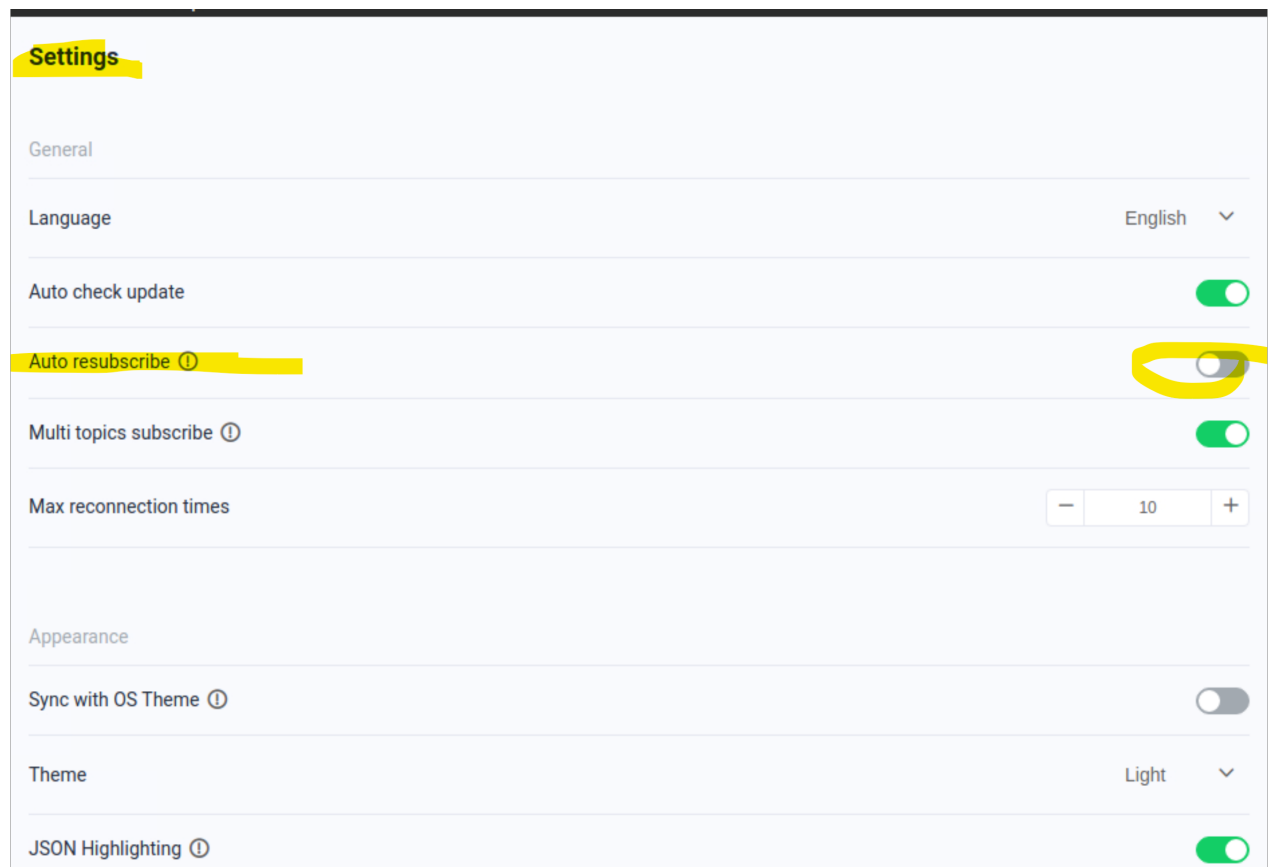 Settings
General
Language English
Auto check update
Auto resubscribe
Multi topics subscribe
Max reconnection times − 10 +
Appearance
Sync with OS Theme
Theme Light
JSON Highlighting